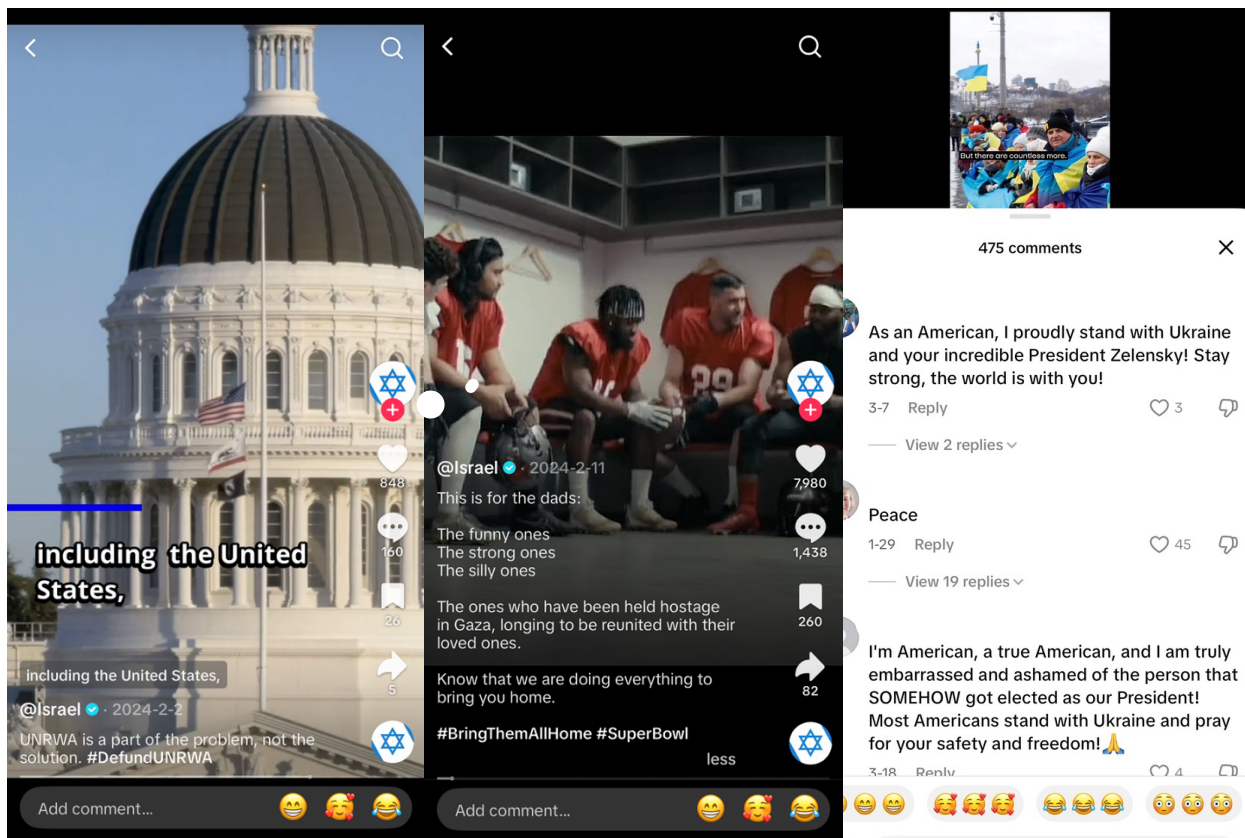 including the United
States,
including the United States,
@Israel · 2024-2-2
UNRWA is a part of the problem, not the
solution. #DefundUNRWA
848
160
26
5
Add comment...
29
@Israel · 2024-2-11
This is for the dads:
The funny ones
The strong ones
The silly ones
The ones who have been held hostage
in Gaza, longing to be reunited with their
loved ones.
Know that we are doing everything to
bring you home.
#BringThemAllHome #SuperBowl
less
7,980
1,438
260
82
Add comment...
But there are countless more.
475 comments
As an American, I proudly stand with Ukraine
and your incredible President Zelensky! Stay
strong, the world is with you!
3-7 Reply 3
View 2 replies
Peace
1-29 Reply 45
View 19 replies
I'm American, a true American, and I am truly
embarrassed and ashamed of the person that
SOMEHOW got elected as our President!
Most Americans stand with Ukraine and pray
for your safety and freedom!🙏
3-18 Reply 4